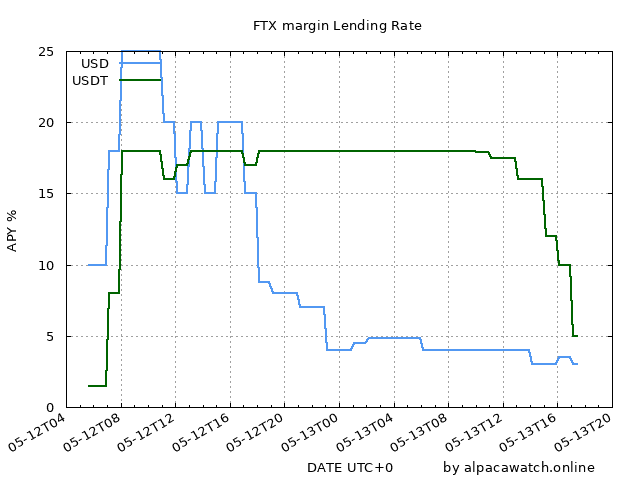 FTX margin Lending Rate
25
USD
USDT
20
15
APY %
10
5
0
05-12T04
05-12T08
05-12T12
05-12T16
05-12T20
05-13T00
05-13T04
05-13T08
05-13T12
05-13T16
05-13T20
DATE UTC+0
by alpacawatch.online